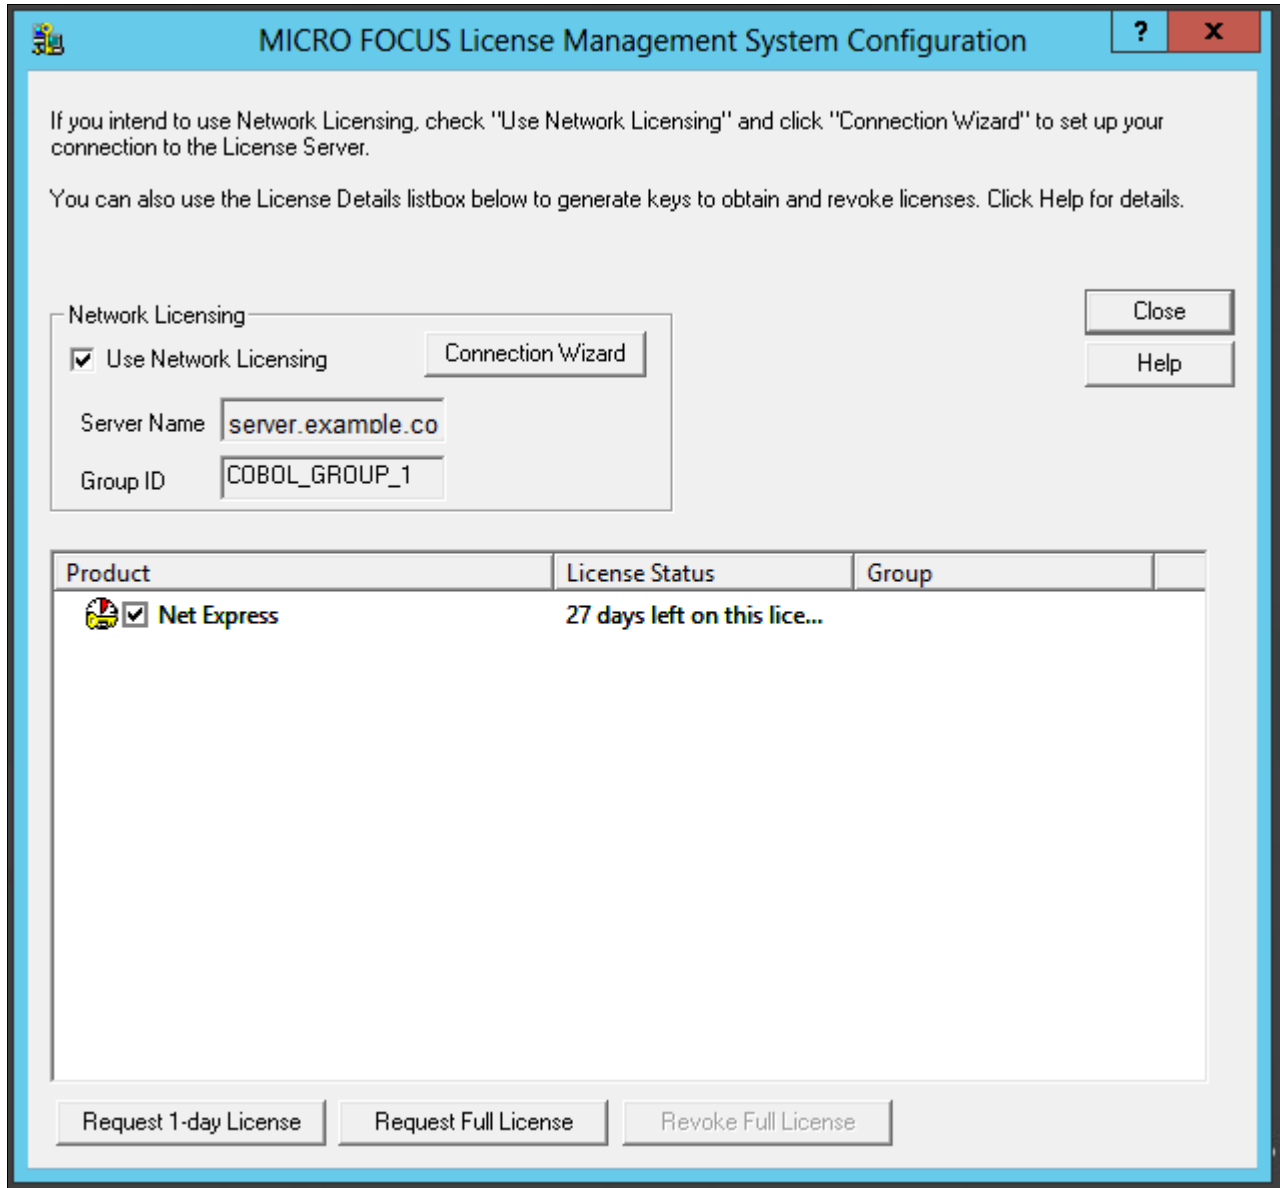 MICRO FOCUS License Management System Configuration
?
x
If you intend to use Network Licensing, check "Use Network Licensing" and click "Connection Wizard" to set up your
connection to the License Server.
You can also use the License Details listbox below to generate keys to obtain and revoke licenses. Click Help for details.
Close
Help
Network Licensing
Use Network Licensing
Connection Wizard
Server Name
server.example.co
Group ID
COBOL_GROUP_1
Product
License Status
Group
Net Express
27 days left on this lice...
Request 1-day License
Request Full License
Revoke Full License